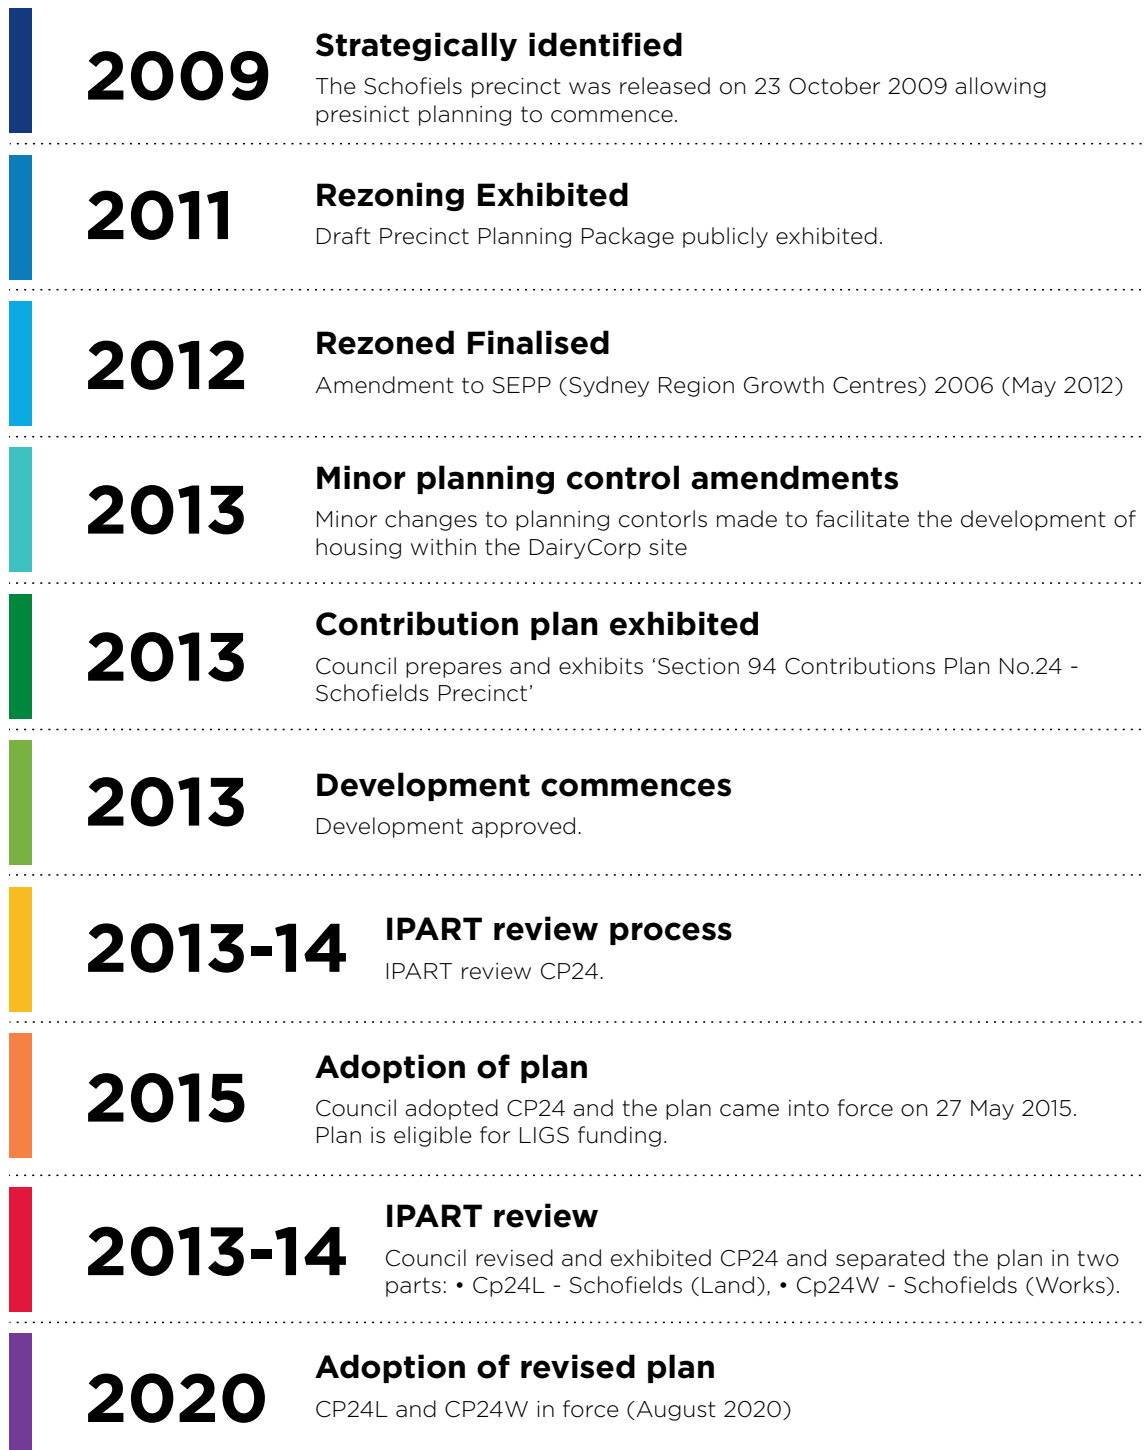 2009
Strategically identified
The Schofiels precinct was released on 23 October 2009 allowing
presinict planning to commence.
2011
Rezoning Exhibited
Draft Precinct Planning Package publicly exhibited.
2012
Rezoned Finalised
Amendment to SEPP (Sydney Region Growth Centres) 2006 (May 2012)
2013
Minor planning control amendments
Minor changes to planning contorls made to facilitate the development of
housing within the DairyCorp site
2013
Contribution plan exhibited
Council prepares and exhibits ‘Section 94 Contributions Plan No.24 -
Schofields Precinct’
2013
Development commences
Development approved.
2013-14
IPART review process
IPART review CP24.
2015
Adoption of plan
Council adopted CP24 and the plan came into force on 27 May 2015.
Plan is eligible for LIGS funding.
2013-14
IPART review
Council revised and exhibited CP24 and separated the plan in two
parts: • Cp24L - Schofields (Land), • Cp24W - Schofields (Works).
2020
Adoption of revised plan
CP24L and CP24W in force (August 2020)